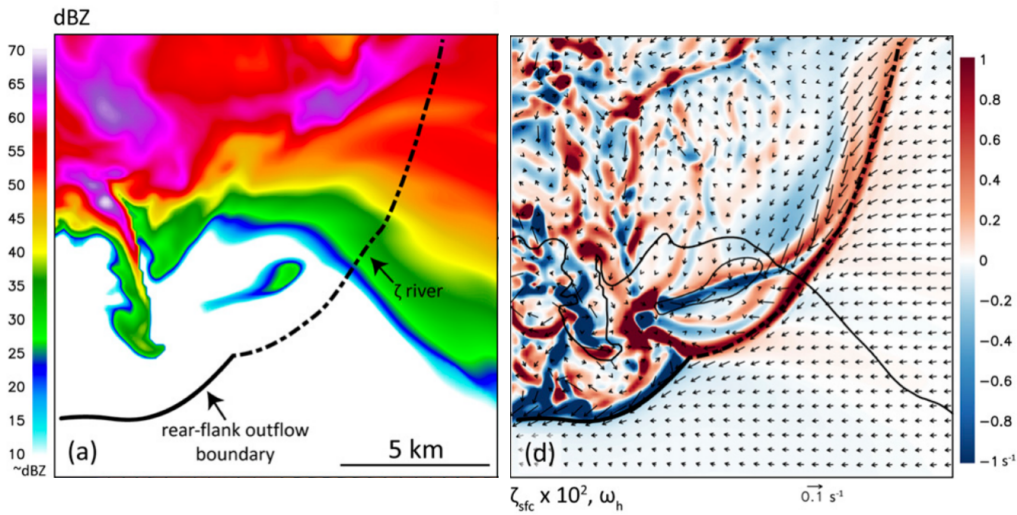 dBZ
70
65
60
55
50
45
40
35
30
25
20
15
10
~dBZ
ζ river
rear-flank outflow
boundary
(a)
5 km
(d)
1
0.8
0.6
0.4
0.2
0
−0.2
−0.4
−0.6
−0.8
−1 s⁻¹
ζsfc x 10², ωh
0.1 s⁻¹